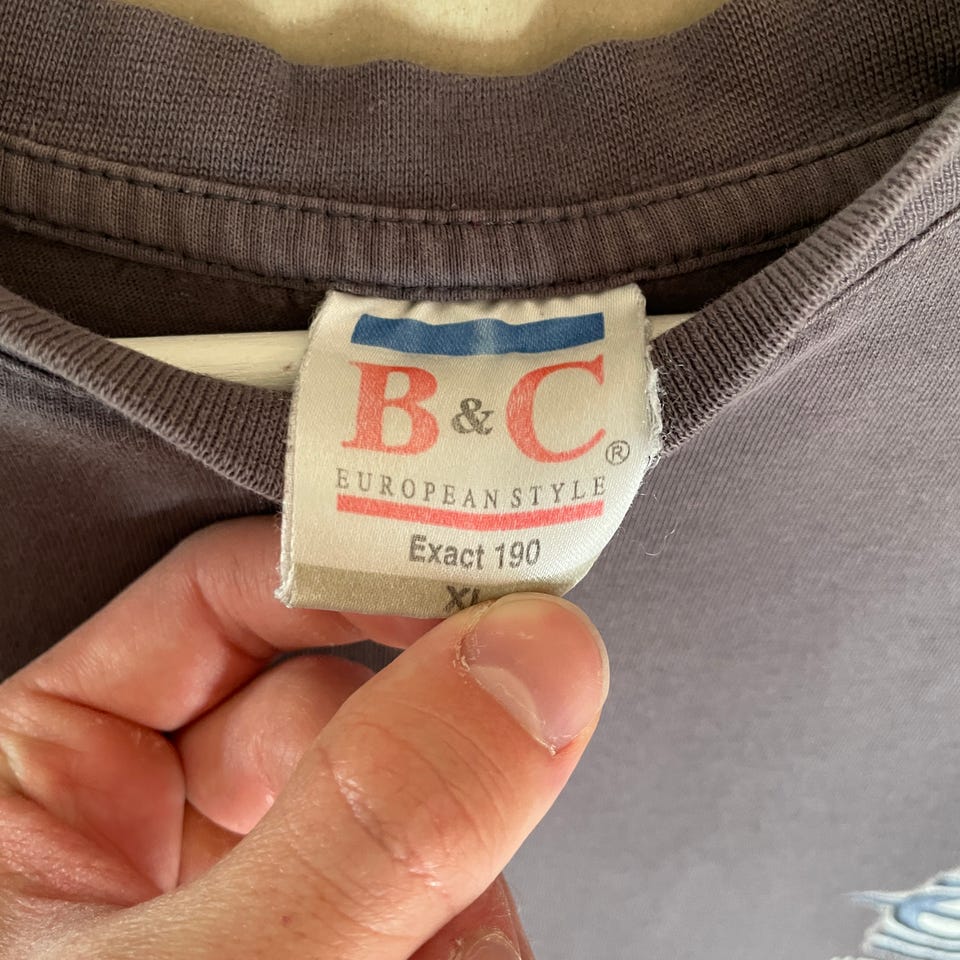 B&C®
EUROPEAN STYLE
Exact 190
XL